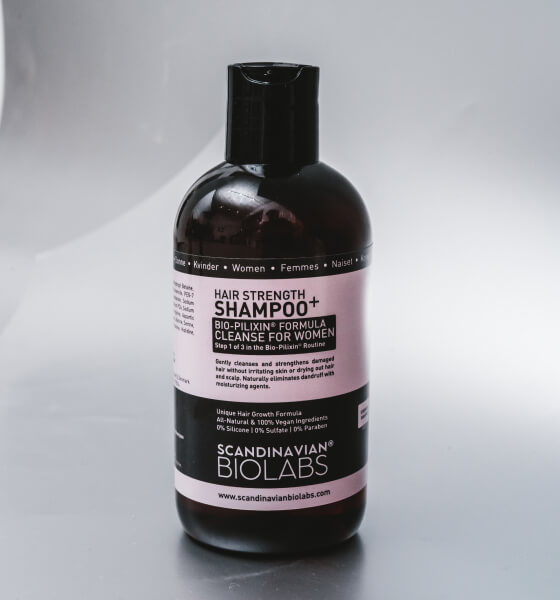 • Kvinder • Women • Femmes • Naiset •
HAIR STRENGTH
SHAMPOO+
BIO-PILIXIN® FORMULA
CLEANSE FOR WOMEN
Step 1 of 3 in the Bio-Pilixin® Routine
Gently cleanses and strengthens damaged
hair without irritating skin or drying out hair
and scalp. Naturally eliminates dandruff with
moisturizing agents.
Unique Hair Growth Formula
All-Natural & 100% Vegan Ingredients
0% Silicone | 0% Sulfate | 0% Paraben
SCANDINAVIAN®
BIOLABS
www.scandinavianbiolabs.com